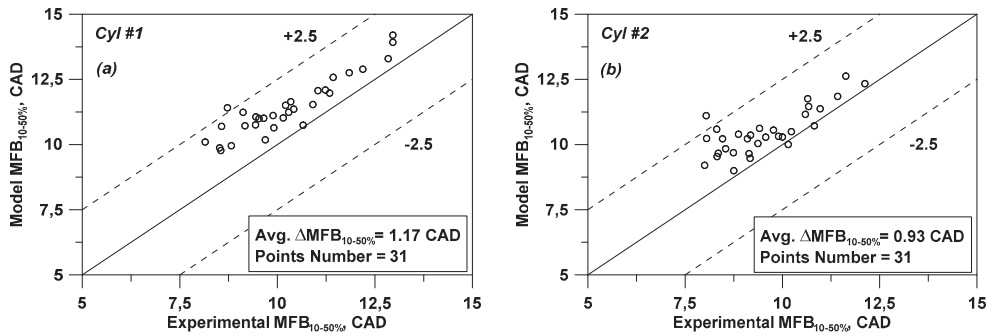 Cyl #1
(a)
+2.5
-2.5
Avg. ΔMFB10-50%= 1.17 CAD
Points Number = 31
15
12,5
10
7,5
5
Model MFB10-50%, CAD
5 7,5 10 12,5 15
Experimental MFB10-50%, CAD
Cyl #2
(b)
+2.5
-2.5
Avg. ΔMFB10-50%= 0.93 CAD
Points Number = 31
15
12,5
10
7,5
5
Model MFB10-50%, CAD
5 7,5 10 12,5 15
Experimental MFB10-50%, CAD